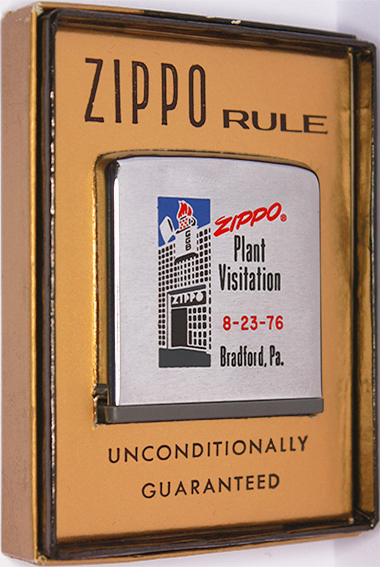 ZIPPO RULE
ZIPPO®
Plant
Visitation
ZIPPO
8-23-76
Bradford, Pa.
UNCONDITIONALLY
GUARANTEED